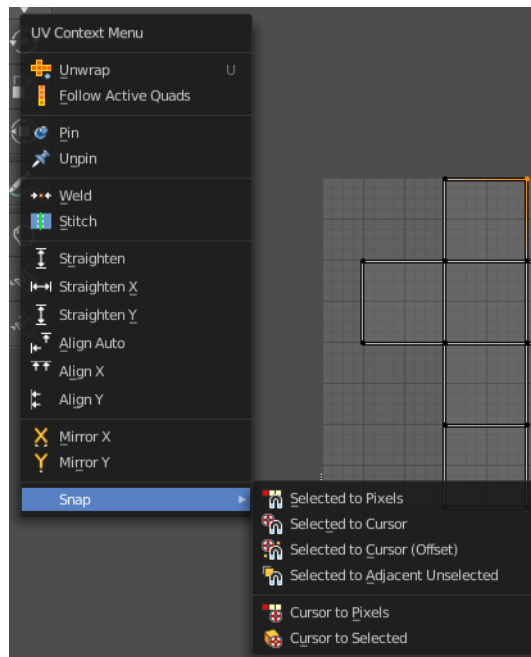 UV Context Menu
Unwrap U
Follow Active Quads
Pin
Unpin
Weld
Stitch
Straighten
Straighten X
Straighten Y
Align Auto
Align X
Align Y
Mirror X
Mirror Y
Snap
Selected to Pixels
Selected to Cursor
Selected to Cursor (Offset)
Selected to Adjacent Unselected
Cursor to Pixels
Cursor to Selected